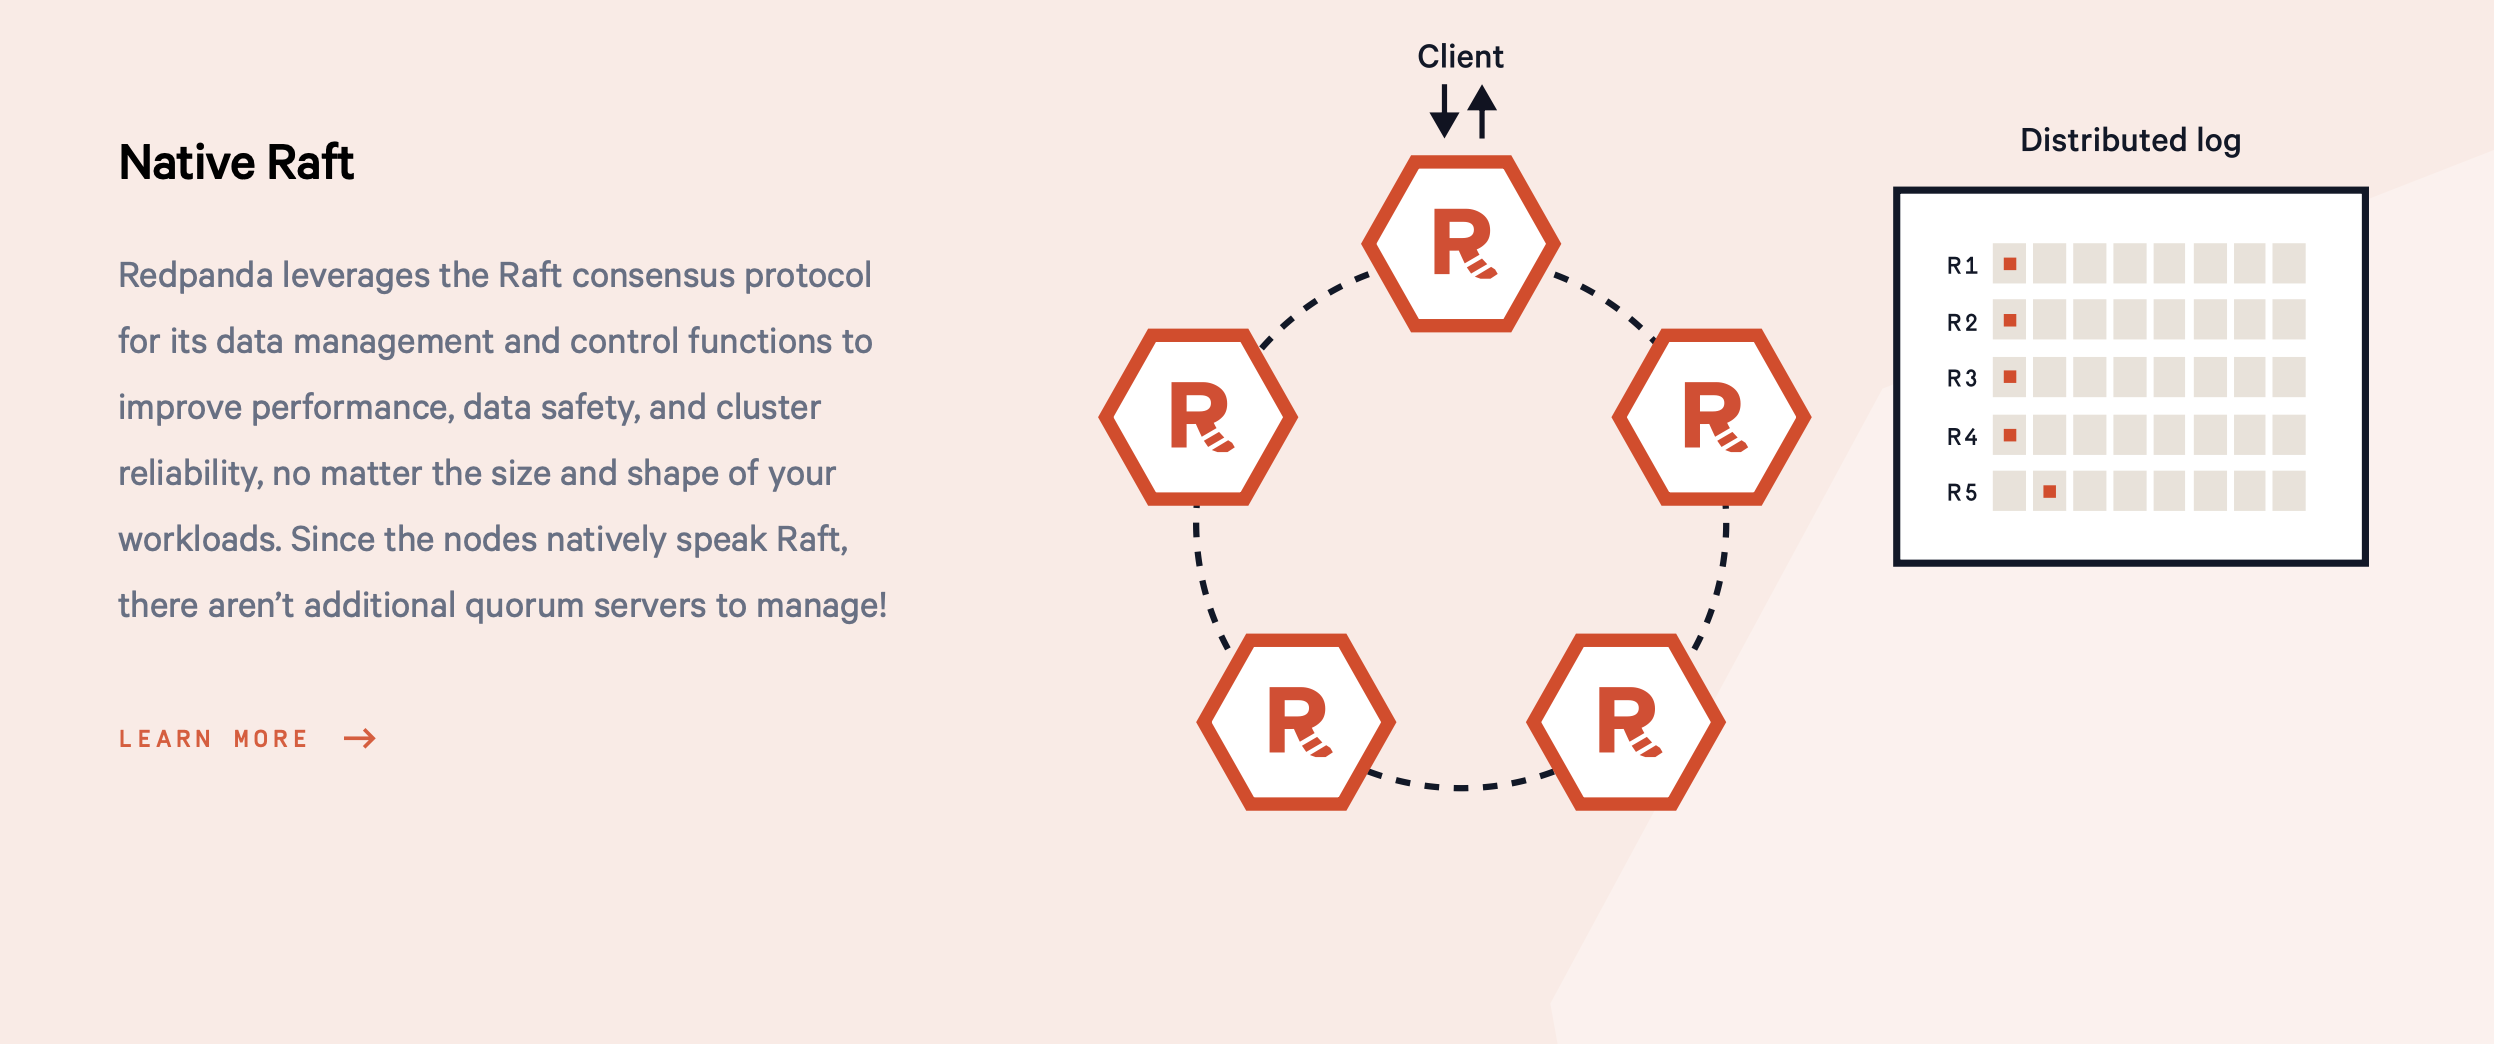 Native Raft
Redpanda leverages the Raft consensus protocol
for its data management and control functions to
improve performance, data safety, and cluster
reliability, no matter the size and shape of your
workloads. Since the nodes natively speak Raft,
there aren’t additional quorum servers to manage!
LEARN MORE →
Client
R
R
R
R
R
Distributed log
R1
R2
R3
R4
R5